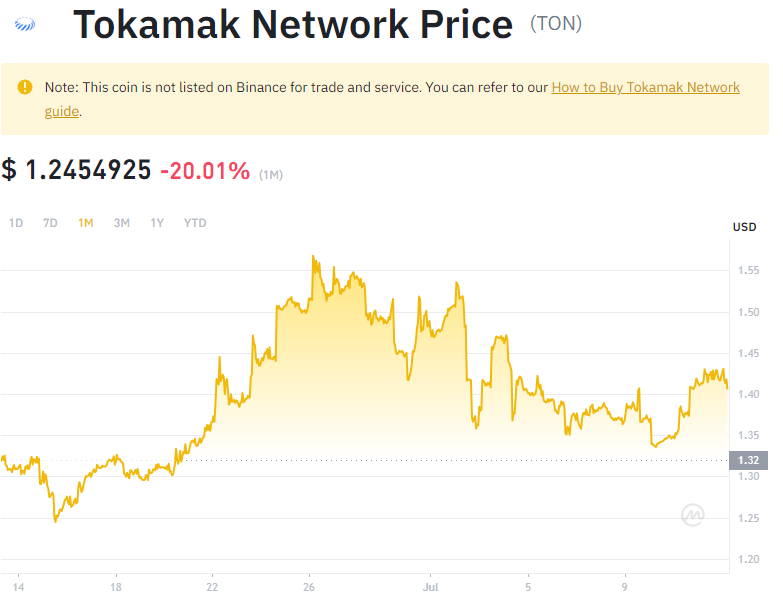 Tokamak Network Price (TON)
Note: This coin is not listed on Binance for trade and service. You can refer to our How to Buy Tokamak Network
guide.
$ 1.2454925 -20.01% (1M)
1D 7D 1M 3M 1Y YTD
USD
1.55
1.50
1.45
1.40
1.35
1.32
1.30
1.25
1.20
14 18 22 26 Jul 5 9